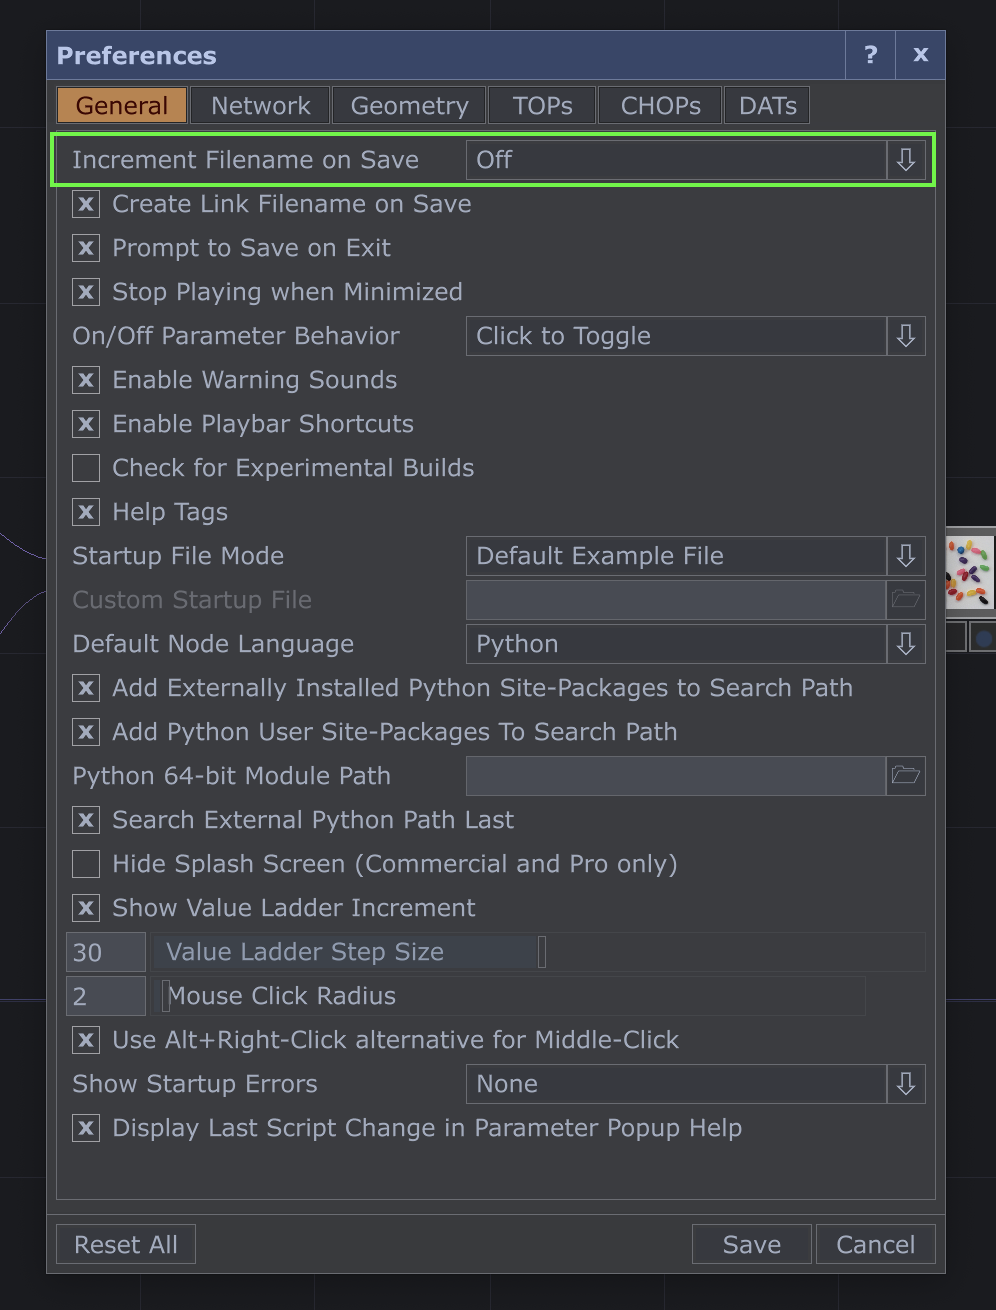 Preferences ? x
General Network Geometry TOPs CHOPs DATs
Increment Filename on Save Off
x Create Link Filename on Save
x Prompt to Save on Exit
x Stop Playing when Minimized
On/Off Parameter Behavior Click to Toggle
x Enable Warning Sounds
x Enable Playbar Shortcuts
Check for Experimental Builds
x Help Tags
Startup File Mode Default Example File
Custom Startup File
Default Node Language Python
x Add Externally Installed Python Site-Packages to Search Path
x Add Python User Site-Packages To Search Path
Python 64-bit Module Path
x Search External Python Path Last
Hide Splash Screen (Commercial and Pro only)
x Show Value Ladder Increment
30 Value Ladder Step Size
2 Mouse Click Radius
x Use Alt+Right-Click alternative for Middle-Click
Show Startup Errors None
x Display Last Script Change in Parameter Popup Help
Reset All Save Cancel